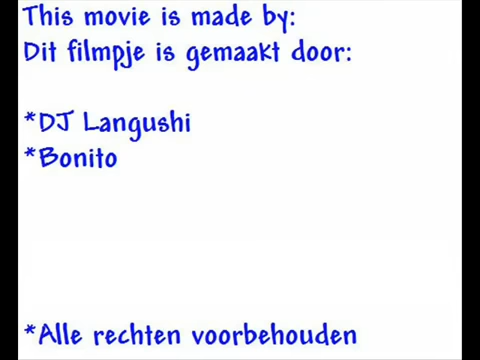 This movie is made by:
Dit filmpje is gemaakt door:
*DJ Langushi
*Bonito
*Alle rechten voorbehouden